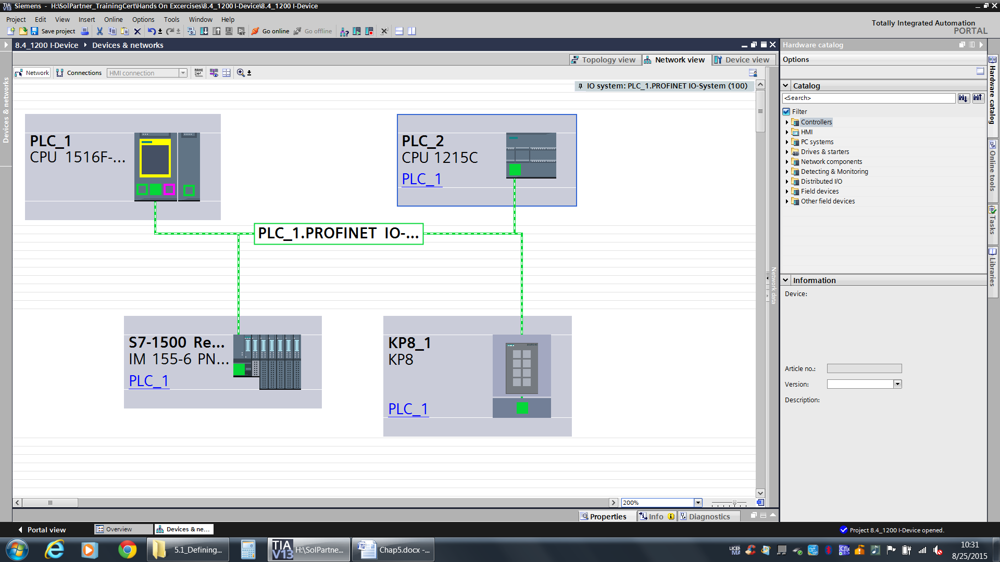 TIA V13 Siemens - H:\SolPartner_TrainingCert\Hands On Excercises\8.4_1200 I-Device\8.4_1200 I-Device
Project Edit View Insert Online Options Tools Window Help
Totally Integrated Automation
PORTAL
Save project Go online Go offline
8.4_1200 I-Device Devices & networks
Topology view Network view Device view
Network Connections HMI connection
IO system: PLC_1.PROFINET IO-System (100)
Devices & networks
PLC_1
CPU 1516F-...
PLC_2
CPU 1215C
PLC_1
PLC_1.PROFINET IO-...
S7-1500 Re...
IM 155-6 PN...
PLC_1
KP8_1
KP8
PLC_1
Network data
200%
Properties Info Diagnostics
Hardware catalog
Options
Catalog
<Search>
Filter
Controllers
HMI
PC systems
Drives & starters
Network components
Detecting & Monitoring
Distributed I/O
Field devices
Other field devices
Information
Device:
Article no.:
Version:
Description:
Hardware catalog
Online tools
Tasks
Libraries
Portal view Overview Devices & ne...
Project 8.4_1200 I-Device opened.
5.1_Defining...
TIA V13 H:\SolPartne...
Chap5.docx -...
10:31
8/25/2015